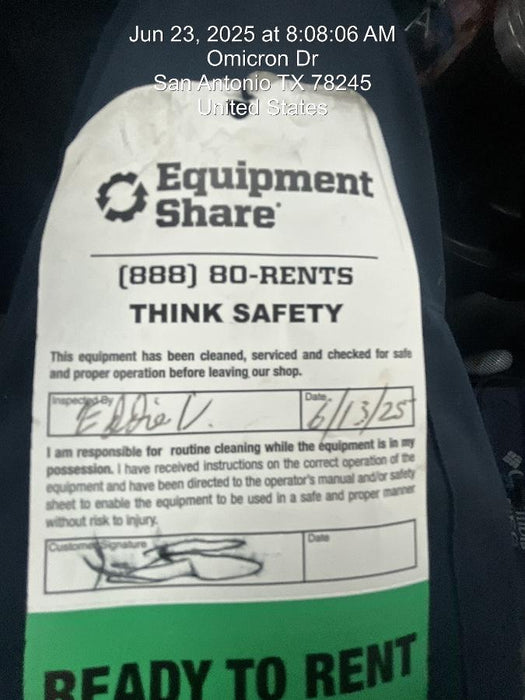 Jun 23, 2025 at 8:08:06 AM
Omicron Dr
San Antonio TX 78245
United States
Equipment
Share
(888) 80-RENTS
THINK SAFETY
This equipment has been cleaned, serviced and checked for safe
and proper operation before leaving our shop.
Inspected By
Date
Eddie V.
6/13/25
I am responsible for routine cleaning while the equipment is in my
possession. I have received instructions on the correct operation of the
equipment and have been directed to the operator's manual and/or safety
sheet to enable the equipment to be used in a safe and proper manner
without risk to injury.
Customer Signature
Date
READY TO RENT